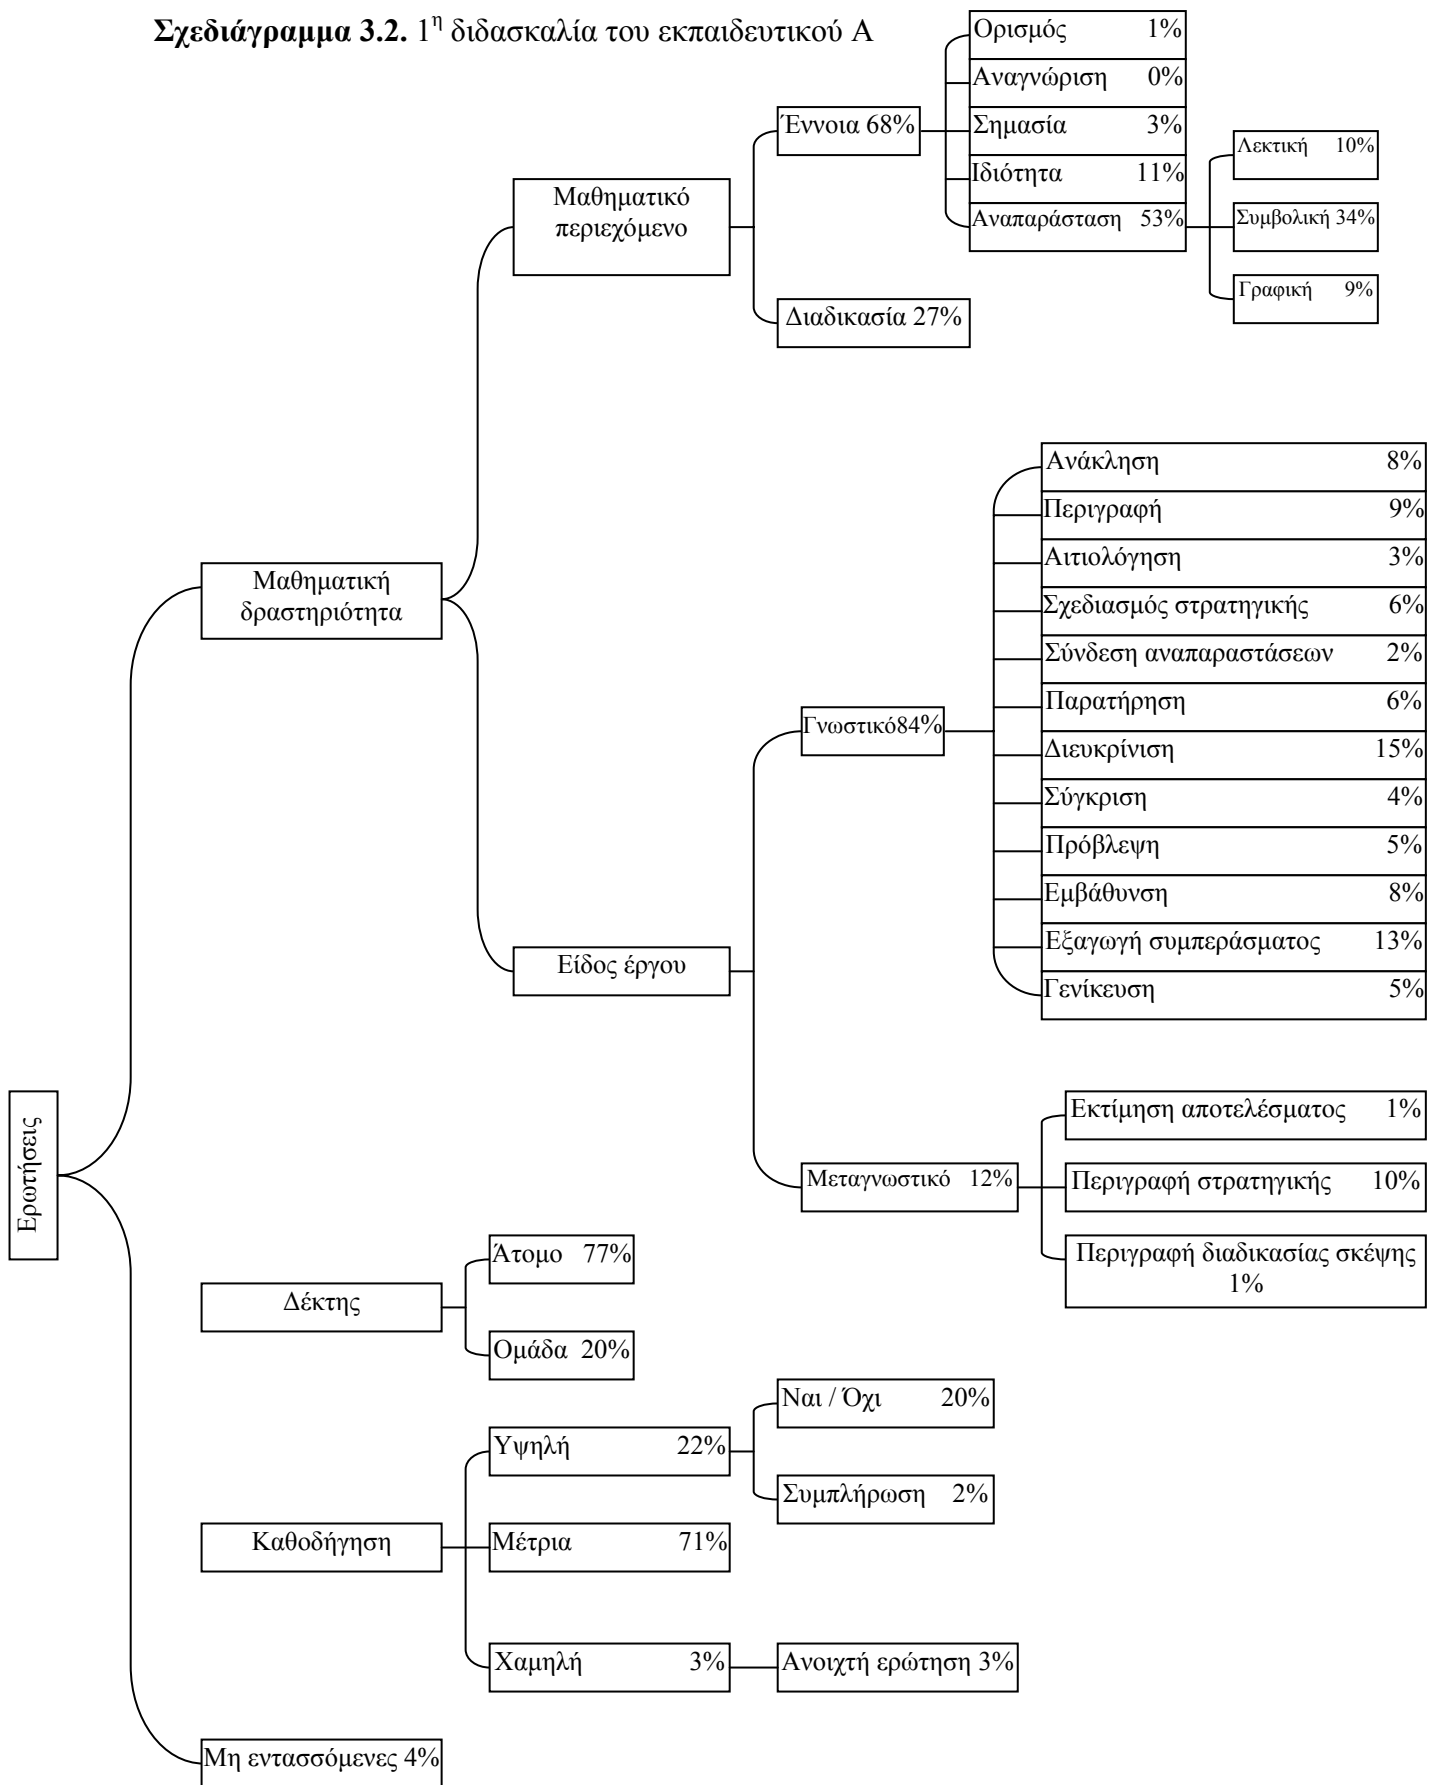 Σχεδιάγραμμα 3.2. 1η διδασκαλία του εκπαιδευτικού Α
Ορισμός 1%
Αναγνώριση 0%
Σημασία 3%
Ιδιότητα 11%
Αναπαράσταση 53%
Έννοια 68%
Λεκτική 10%
Συμβολική 34%
Γραφική 9%
Μαθηματικό
περιεχόμενο
Διαδικασία 27%
Ανάκληση 8%
Περιγραφή 9%
Αιτιολόγηση 3%
Σχεδιασμός στρατηγικής 6%
Σύνδεση αναπαραστάσεων 2%
Παρατήρηση 6%
Διευκρίνιση 15%
Σύγκριση 4%
Πρόβλεψη 5%
Εμβάθυνση 8%
Εξαγωγή συμπεράσματος 13%
Γενίκευση 5%
Μαθηματική
δραστηριότητα
Γνωστικό84%
Είδος έργου
Εκτίμηση αποτελέσματος 1%
Μεταγνωστικό 12%
Περιγραφή στρατηγικής 10%
Περιγραφή διαδικασίας σκέψης
1%
Ερωτήσεις
Άτομο 77%
Δέκτης
Ομάδα 20%
Ναι / Όχι 20%
Υψηλή 22%
Συμπλήρωση 2%
Καθοδήγηση
Μέτρια 71%
Χαμηλή 3%
Ανοιχτή ερώτηση 3%
Μη εντασσόμενες 4%